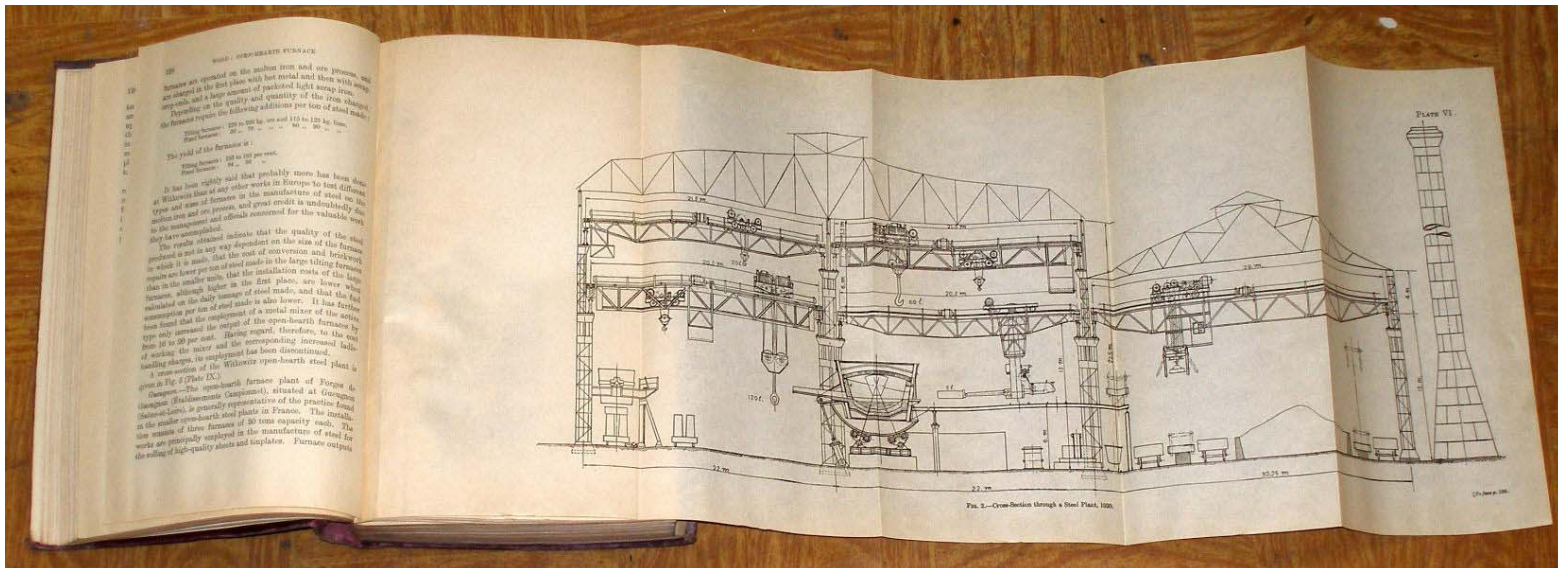 WORD: OPEN-HEARTH FURNACE
furnaces are operated on the molten iron and ore process, and
are charged in the first place with hot metal and then with scrap,
crop ends, and a large amount of packeted light scrap iron.
Depending on the quality and quantity of the iron charged,
the furnaces require the following additions per ton of steel made:
The yield of the furnaces is:
It has been rightly said that probably more has been done
at Witkowitz than at any other works in Europe to test different
types and sizes of furnaces in the manufacture of steel on the
molten iron and ore process, and great credit is undoubtedly due
to the management and officials concerned for the valuable work
they have accomplished.
The results obtained indicate that the quality of the steel
produced is not in any way dependent on the size of the furnace
in which it is made, that the cost of conversion and brickwork
repairs are lower per ton of steel made in the large tilting furnaces
than in the smaller units, that the installation costs of the large
furnaces, although higher in the first place, are lower when
calculated on the daily tonnage of steel made, and that the fuel
consumption per ton of steel made is also lower. It has further
been found that the employment of a metal mixer of the active
type only increased the output of the open-hearth furnaces by
from 16 to 20 per cent. Having regard, therefore, to the cost
of working the mixer and the corresponding increased ladle-
handling charges, its employment has been discontinued.
A cross-section of the Witkowitz open-hearth steel plant is
given in Fig. 5 (Plate IX.).
Gueugnon.—The open-hearth furnace plant of Forges de
Gueugnon (Établissements Campionnet), situated at Gueugnon
(Saône-et-Loire), is generally representative of the practice found
in the smaller open-hearth steel plants in France. The installa-
tion consists of three furnaces of 30 tons capacity each. The
works are principally employed in the manufacture of steel for
the rolling of high-quality sheets and tinplates. Furnace outputs
PLATE VI.
21,5 m.
21,5 m.
20,5 m.
20,2 m.
29 m.
60 t.
120 t.
12 m.
6 m.
22 m.
22 m.
30,25 m.
FIG. 2.—Cross-Section through a Steel Plant, 1930.
[To face p. 128.